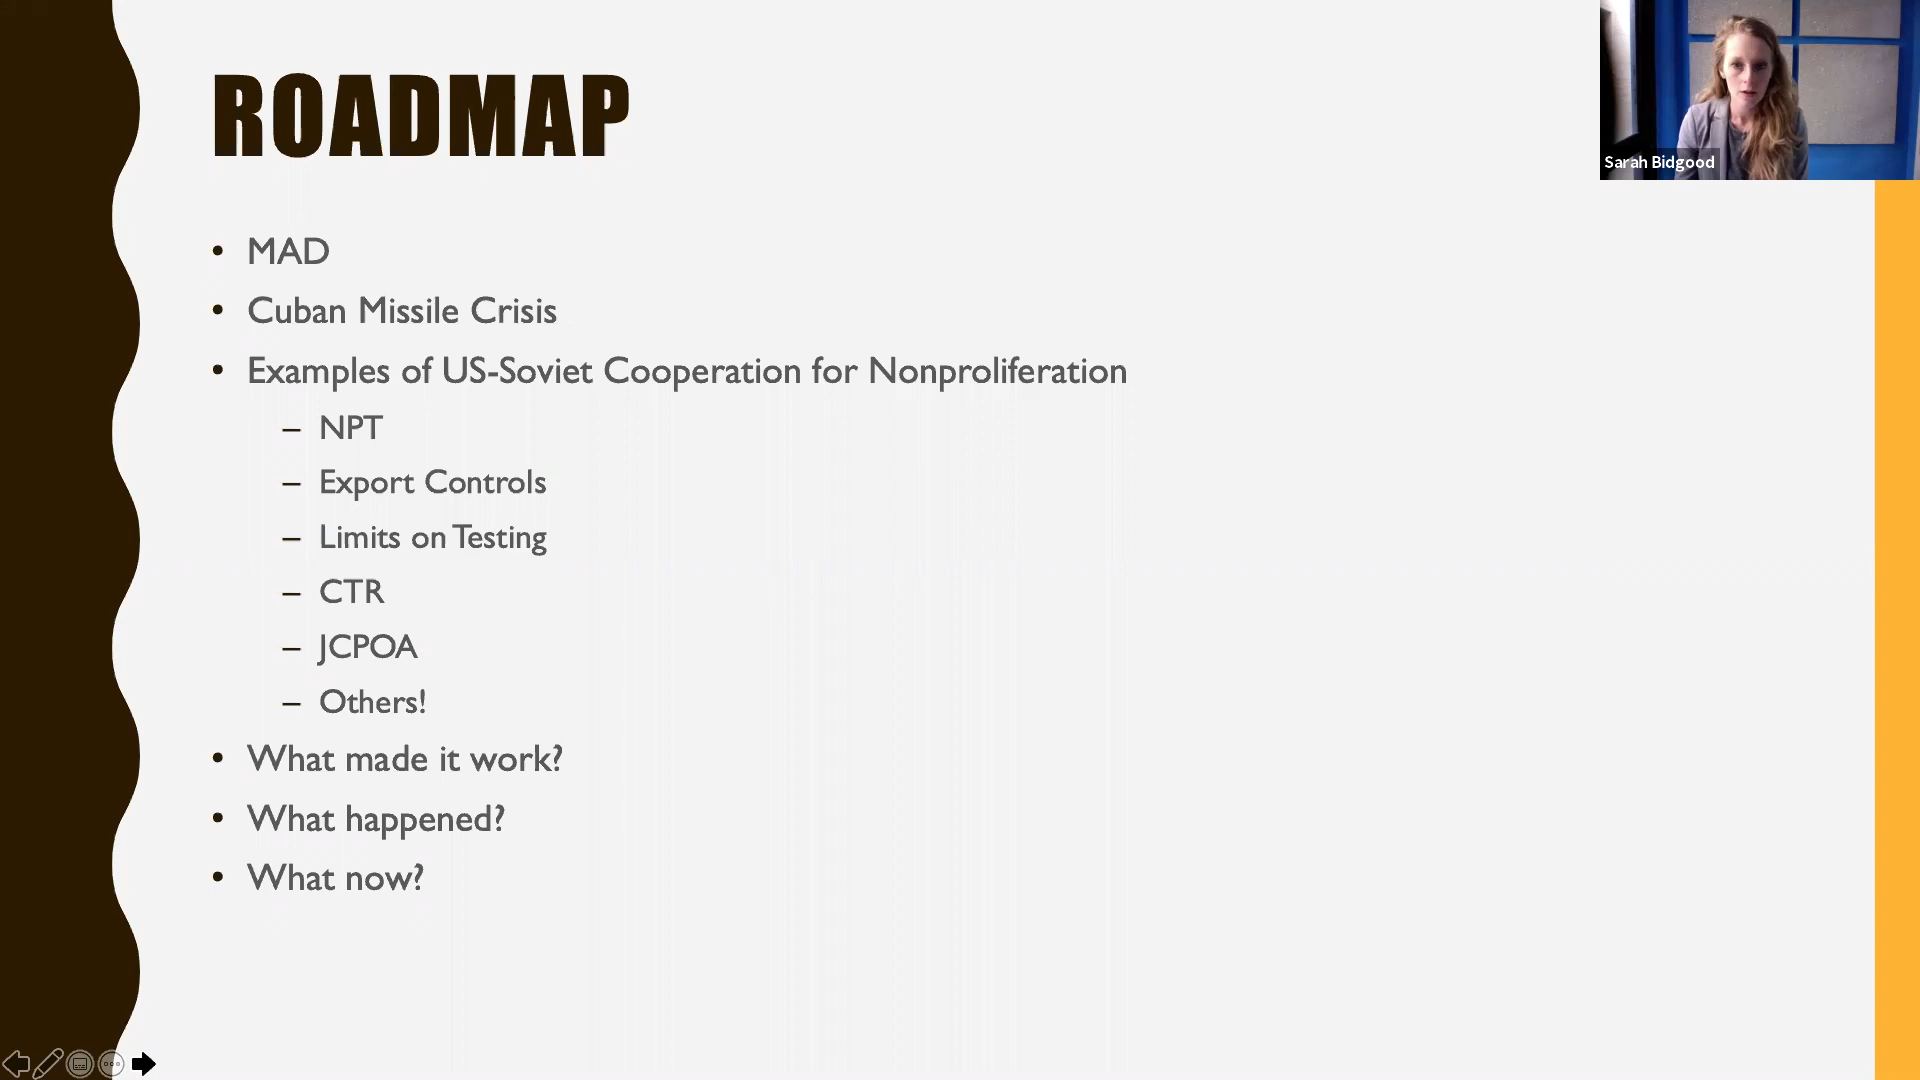 ROADMAP
Sarah Bidgood
• MAD
• Cuban Missile Crisis
• Examples of US-Soviet Cooperation for Nonproliferation
– NPT
– Export Controls
– Limits on Testing
– CTR
– JCPOA
– Others!
• What made it work?
• What happened?
• What now?